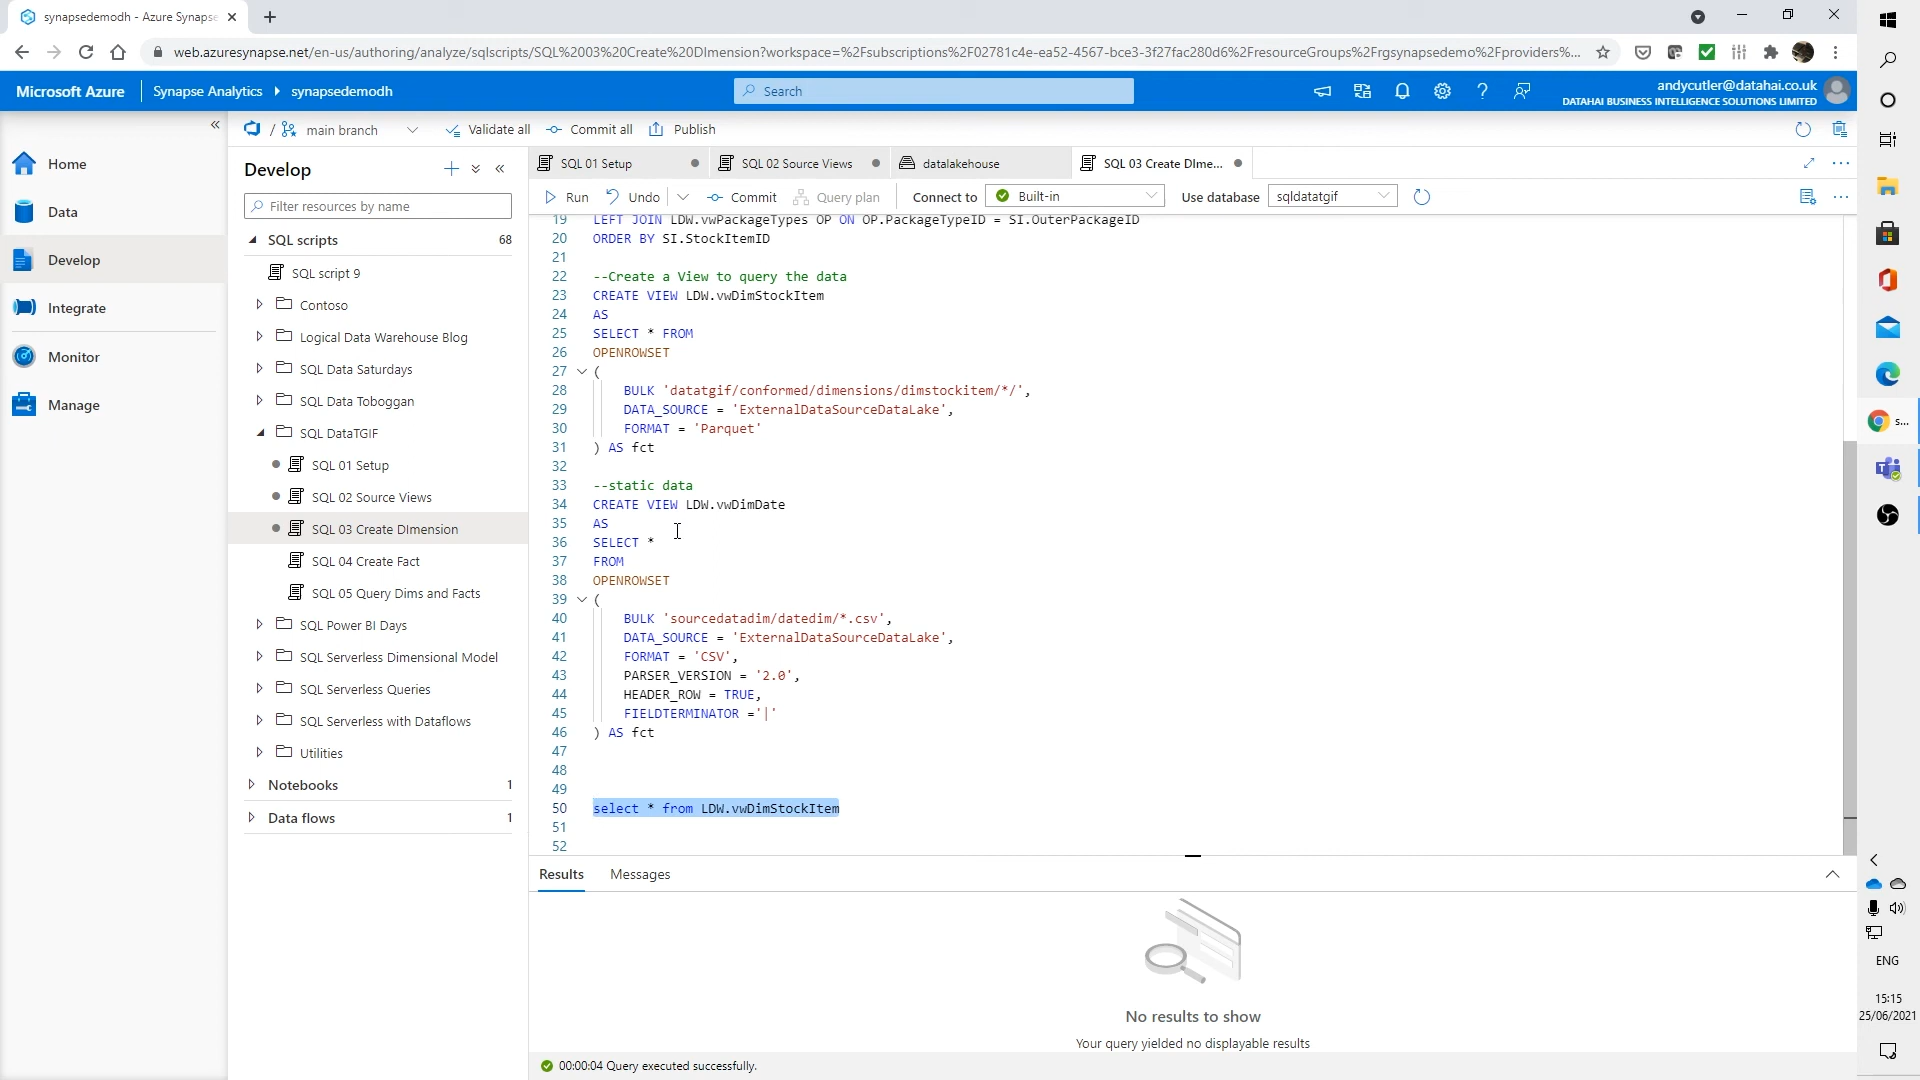 synapsedemodh - Azure Synapse
web.azuresynapse.net/en-us/authoring/analyze/sqlscripts/SQL%2003%20Create%20DImension?workspace=%2Fsubscriptions%2F02781c4e-ea52-4567-bce3-3f27fac280d6%2FresourceGroups%2Frgsynapsedemo%2Fproviders%...
Microsoft Azure
Synapse Analytics
synapsedemodh
Search
andycutler@datahai.co.uk
DATAHAI BUSINESS INTELLIGENCE SOLUTIONS LIMITED
/ main branch
Validate all
Commit all
Publish
Home
Data
Develop
Integrate
Monitor
Manage
Develop
Filter resources by name
SQL scripts 68
SQL script 9
Contoso
Logical Data Warehouse Blog
SQL Data Saturdays
SQL Data Toboggan
SQL DataTGIF
SQL 01 Setup
SQL 02 Source Views
SQL 03 Create DImension
SQL 04 Create Fact
SQL 05 Query Dims and Facts
SQL Power BI Days
SQL Serverless Dimensional Model
SQL Serverless Queries
SQL Serverless with Dataflows
Utilities
Notebooks 1
Data flows 1
SQL 01 Setup
SQL 02 Source Views
datalakehouse
SQL 03 Create DIme...
Run
Undo
Commit
Query plan
Connect to
Built-in
Use database
sqldatatgif
19 LEFT JOIN LDW.vwPackageTypes OP ON OP.PackageTypeID = SI.OuterPackageID
20 ORDER BY SI.StockItemID
21
22 --Create a View to query the data
23 CREATE VIEW LDW.vwDimStockItem
24 AS
25 SELECT * FROM
26 OPENROWSET
27 (
28 BULK 'datatgif/conformed/dimensions/dimstockitem/*/',
29 DATA_SOURCE = 'ExternalDataSourceDataLake',
30 FORMAT = 'Parquet'
31 ) AS fct
32
33 --static data
34 CREATE VIEW LDW.vwDimDate
35 AS
36 SELECT *
37 FROM
38 OPENROWSET
39 (
40 BULK 'sourcedatadim/datedim/*.csv',
41 DATA_SOURCE = 'ExternalDataSourceDataLake',
42 FORMAT = 'CSV',
43 PARSER_VERSION = '2.0',
44 HEADER_ROW = TRUE,
45 FIELDTERMINATOR ='|'
46 ) AS fct
47
48
49
50 select * from LDW.vwDimStockItem
51
52
Results
Messages
No results to show
Your query yielded no displayable results
00:00:04 Query executed successfully.
s...
ENG
15:15
25/06/2021